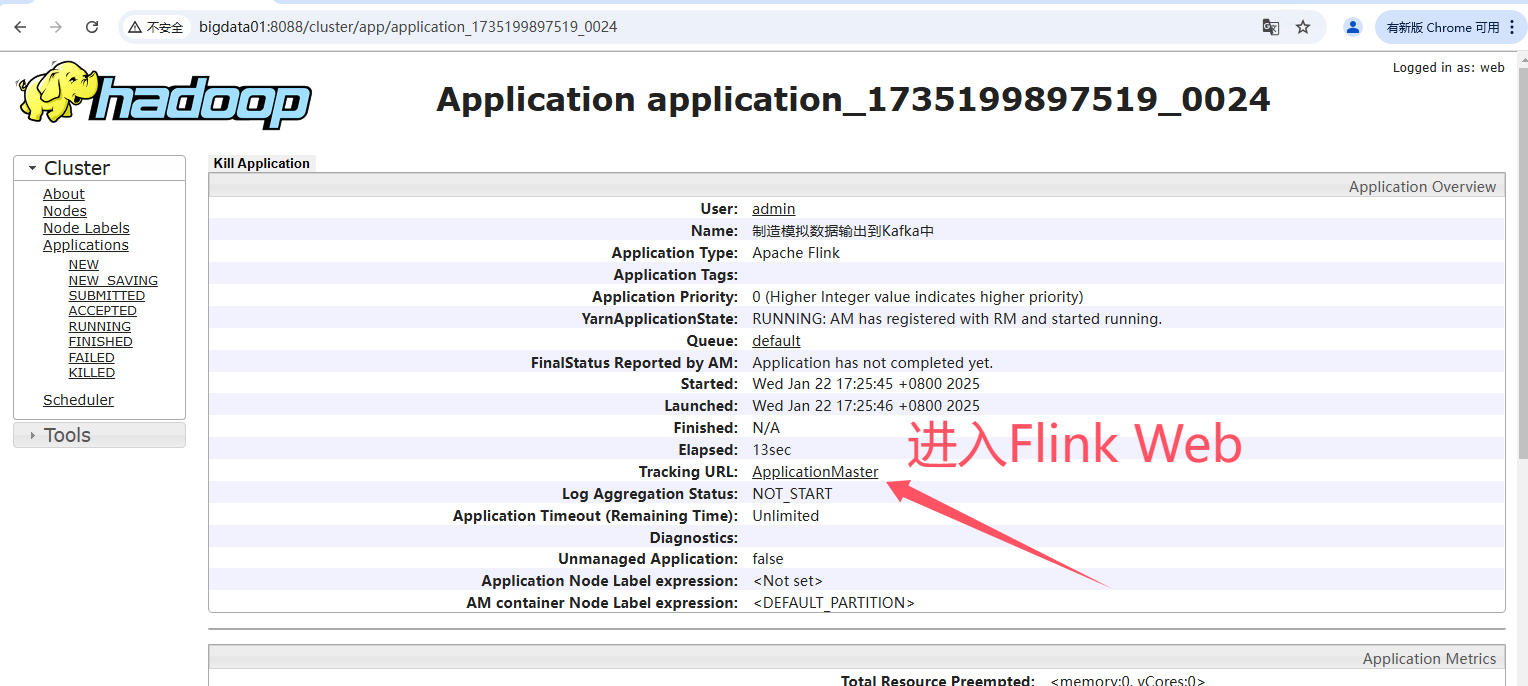 不安全
bigdata01:8088/cluster/app/application_1735199897519_0024
有新版 Chrome 可用
Logged in as: web
hadoop
Application application_1735199897519_0024
Cluster
About
Nodes
Node Labels
Applications
NEW
NEW_SAVING
SUBMITTED
ACCEPTED
RUNNING
FINISHED
FAILED
KILLED
Scheduler
Tools
Kill Application
Application Overview
User: admin
Name: 制造模拟数据输出到Kafka中
Application Type: Apache Flink
Application Tags:
Application Priority: 0 (Higher Integer value indicates higher priority)
YarnApplicationState: RUNNING: AM has registered with RM and started running.
Queue: default
FinalStatus Reported by AM: Application has not completed yet.
Started: Wed Jan 22 17:25:45 +0800 2025
Launched: Wed Jan 22 17:25:46 +0800 2025
Finished: N/A
Elapsed: 13sec
Tracking URL: ApplicationMaster
进入Flink Web
Log Aggregation Status: NOT_START
Application Timeout (Remaining Time): Unlimited
Diagnostics:
Unmanaged Application: false
Application Node Label expression: <Not set>
AM container Node Label expression: <DEFAULT_PARTITION>
Application Metrics
Total Resource Preempted: <memory:0, vCores:0>